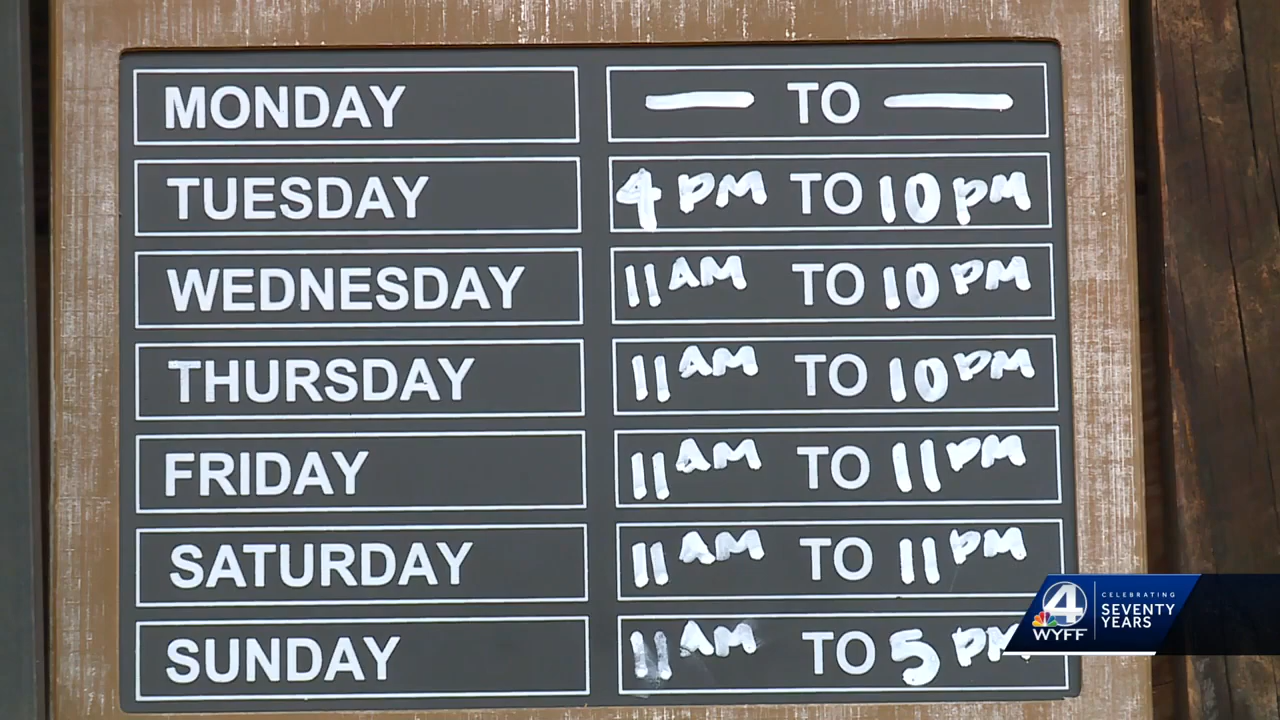 MONDAY — TO —
TUESDAY 4 PM TO 10 PM
WEDNESDAY 11 AM TO 10 PM
THURSDAY 11 AM TO 10 PM
FRIDAY 11 AM TO 11 PM
SATURDAY 11 AM TO 11 PM
SUNDAY 11 AM TO 5 PM
4
WYFF
CELEBRATING
SEVENTY
YEARS